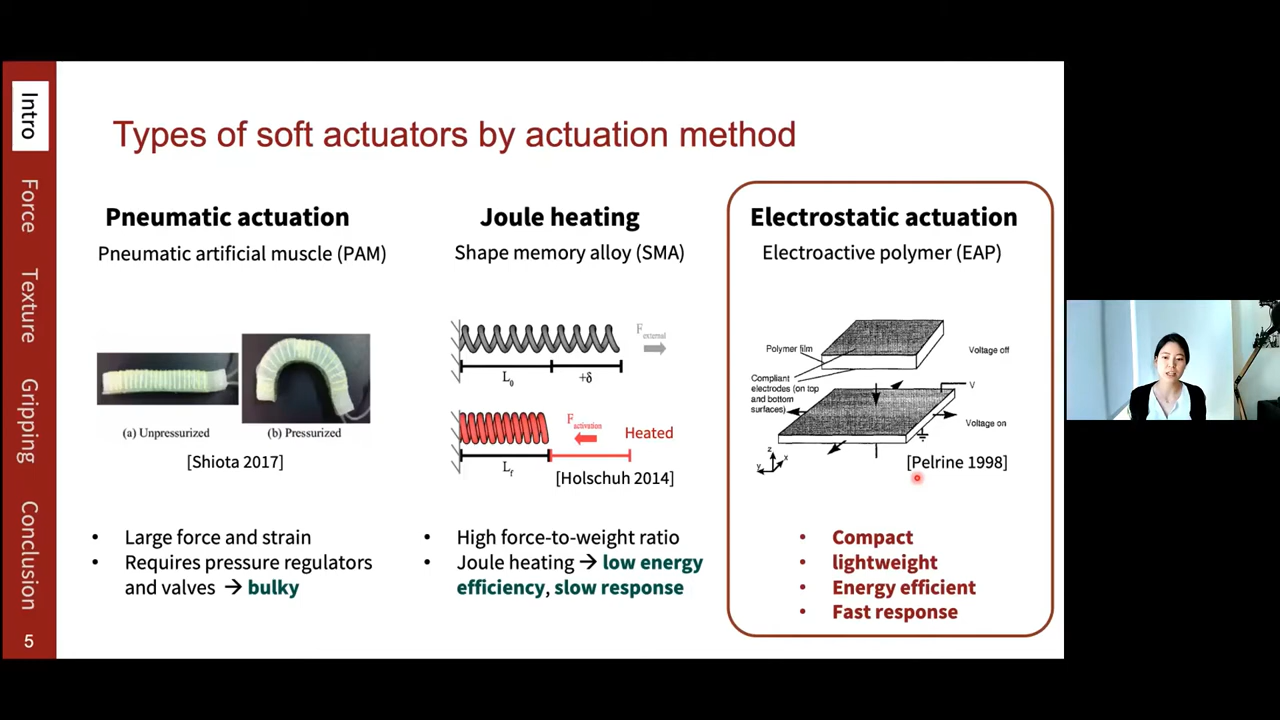 Intro
Force
Texture
Gripping
Conclusion
5
Types of soft actuators by actuation method
Pneumatic actuation
Pneumatic artificial muscle (PAM)
(a) Unpressurized
(b) Pressurized
[Shiota 2017]
• Large force and strain
• Requires pressure regulators
and valves → bulky
Joule heating
Shape memory alloy (SMA)
F external
L₀
+δ
F activation
Heated
L f
[Holschuh 2014]
• High force-to-weight ratio
• Joule heating → low energy
efficiency, slow response
Electrostatic actuation
Electroactive polymer (EAP)
Polymer film
Voltage off
Compliant
electrodes (on top
and bottom
surfaces)
V
Voltage on
z
y
x
[Pelrine 1998]
• Compact
• lightweight
• Energy efficient
• Fast response